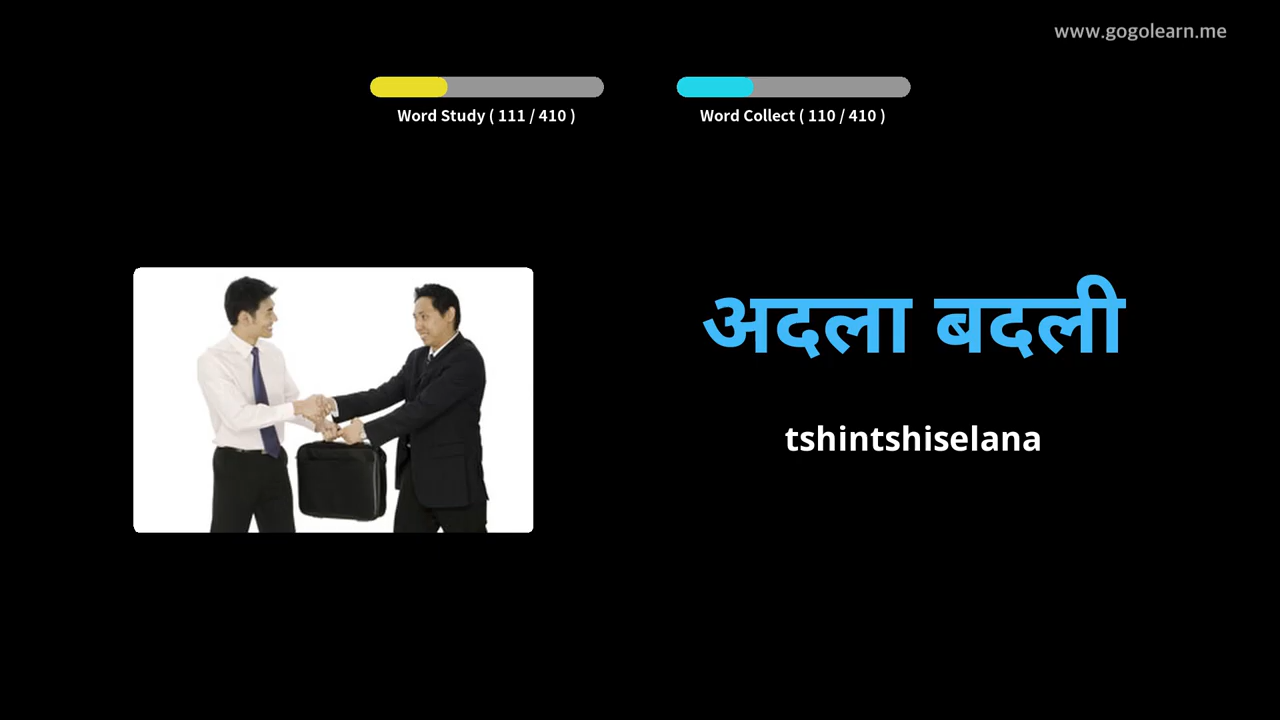 www.gogolearn.me
Word Study ( 111 / 410 )
Word Collect ( 110 / 410 )
अदला बदली
tshintshiselana